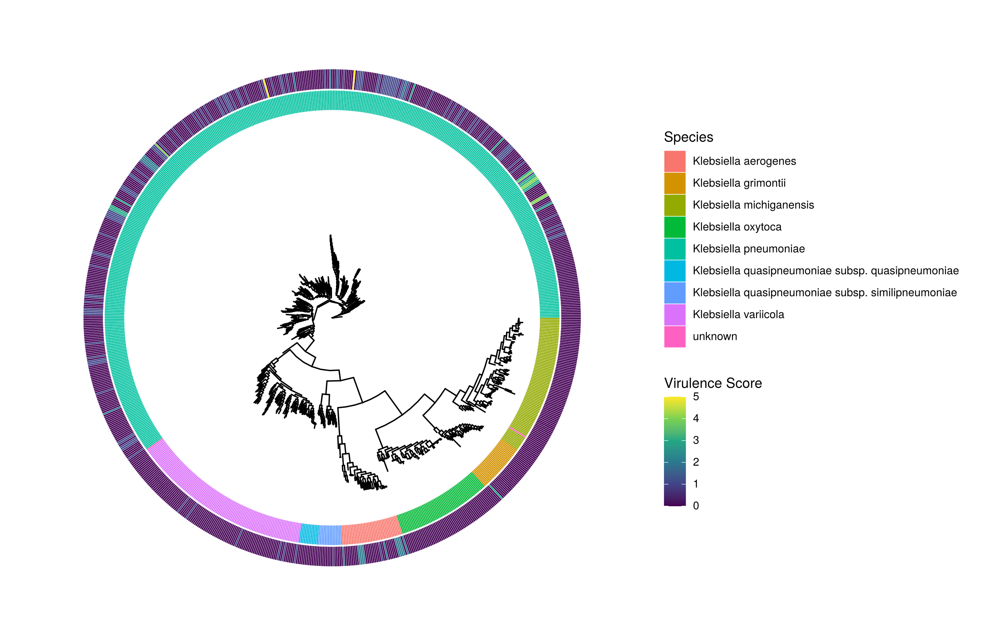 Species
Klebsiella aerogenes
Klebsiella grimontii
Klebsiella michiganensis
Klebsiella oxytoca
Klebsiella pneumoniae
Klebsiella quasipneumoniae subsp. quasipneumoniae
Klebsiella quasipneumoniae subsp. similipneumoniae
Klebsiella variicola
unknown
Virulence Score
5
4
3
2
1
0